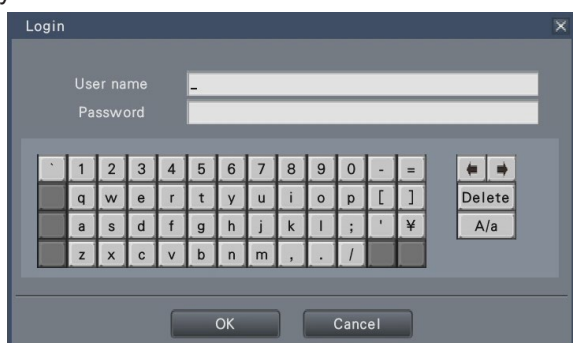 Login
User name _
Password
` 1 2 3 4 5 6 7 8 9 0 - =
q w e r t y u i o p [ ] Delete
a s d f g h j k l ; ' ¥ A/a
z x c v b n m , . /
OK Cancel